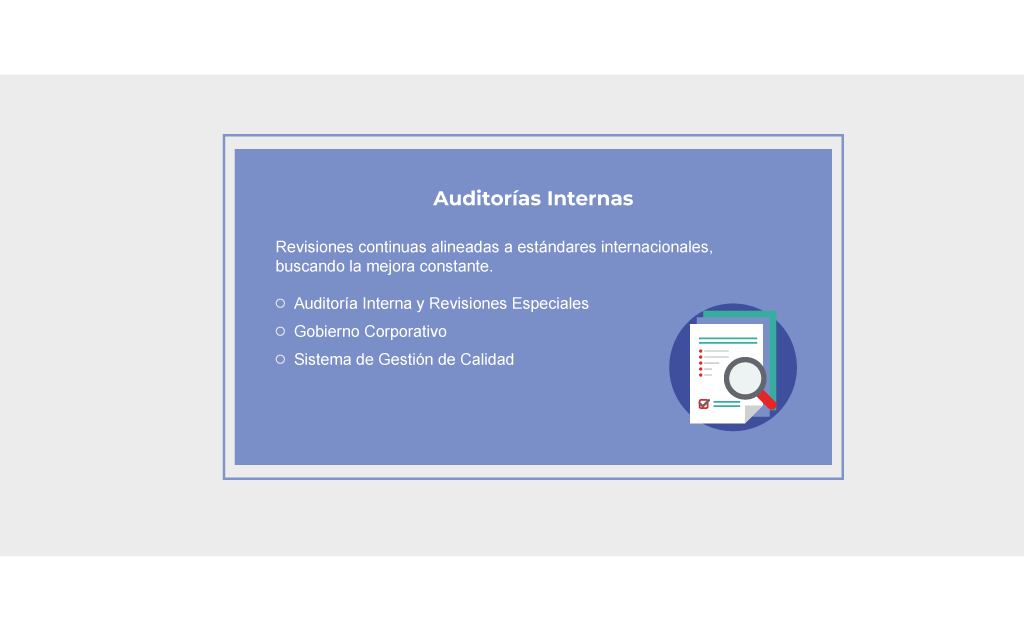 Auditorías Internas
Revisiones continuas alineadas a estándares internacionales,
buscando la mejora constante.
Auditoría Interna y Revisiones Especiales
Gobierno Corporativo
Sistema de Gestión de Calidad